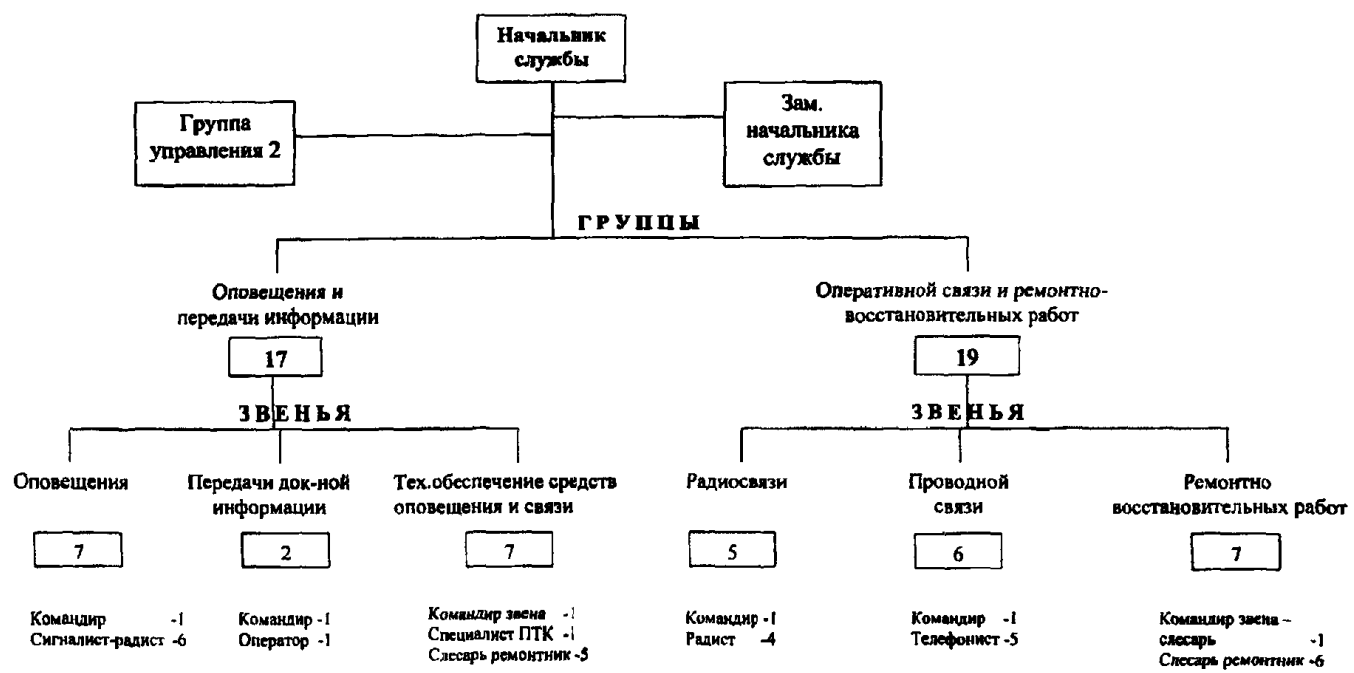 Начальник
службы
Группа
управления 2
Зам.
начальника
службы
ГРУППЫ
Оповещения и
передачи информации
17
Оперативной связи и ремонтно-
восстановительных работ
19
ЗВЕНЬЯ
ЗВЕНЬЯ
Оповещения
7
Передачи док-ной
информации
2
Тех.обеспечение средств
оповещения и связи
7
Радиосвязи
5
Проводной
связи
6
Ремонтно
восстановительных работ
7
Командир -1
Сигналист-радист -6
Командир -1
Оператор -1
Командир звена -1
Специалист ПТК -1
Слесарь ремонтник -5
Командир -1
Радист -4
Командир -1
Телефонист -5
Командир звена –
слесарь -1
Слесарь ремонтник -6